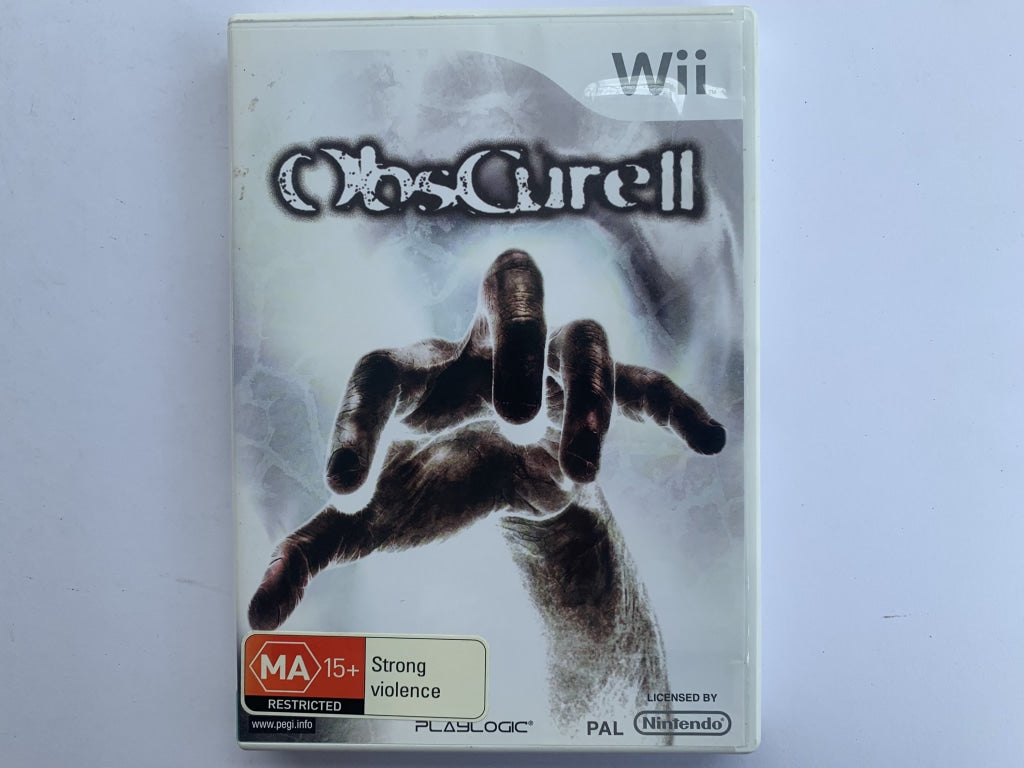 Wii
ObsCure II
MA 15+
RESTRICTED
Strong
violence
www.pegi.info
PLAYLOGIC®
PAL
LICENSED BY
Nintendo®